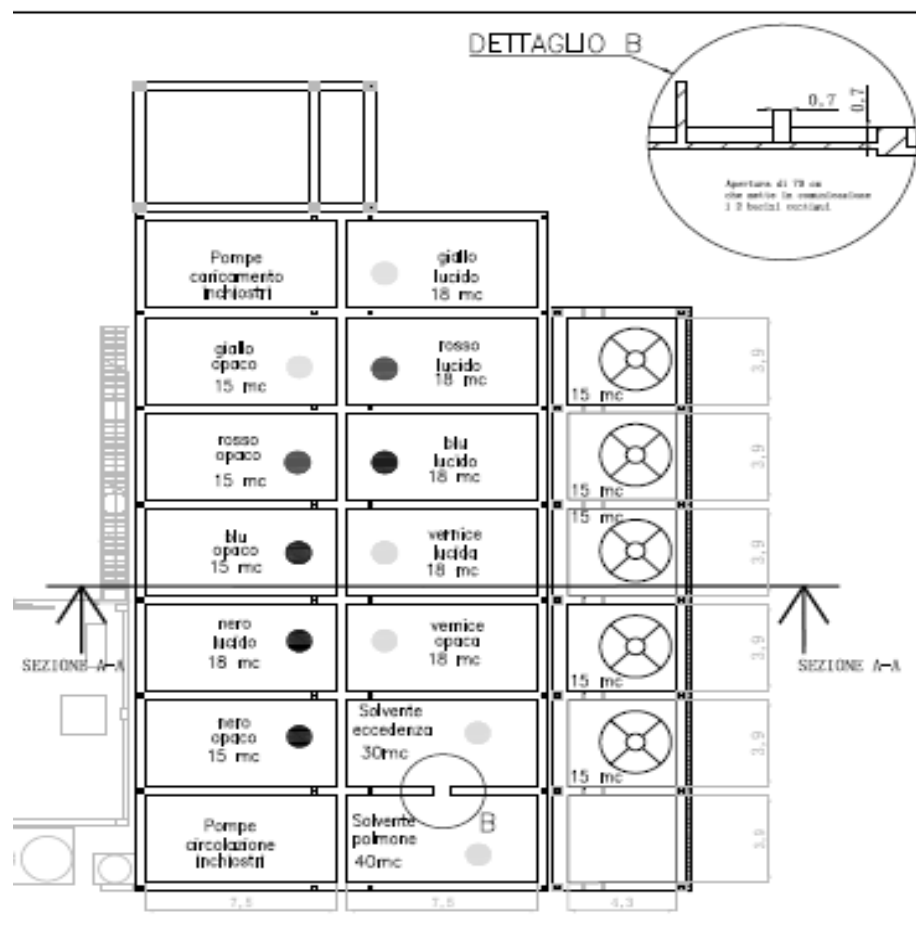 DETTAGLIO B
0.7
0.7
Apertura di 70 cm
che mette in comunicazione
i 2 bacini
Pompe
caricamento
inchiostri
giallo
lucido
18 mc
giallo
opaco
15 mc
rosso
lucido
18 mc
15 mc
3,9
rosso
opaco
15 mc
blu
lucido
18 mc
15 mc
3,9
blu
opaco
15 mc
vernice
lucida
18 mc
15 mc
3,9
SEZIONE A-A
nero
lucido
18 mc
vernice
opaca
18 mc
15 mc
3,9
SEZIONE A-A
nero
opaco
15 mc
Solvente
eccedenza
30mc
15 mc
3,9
Pompe
circolazione
inchiostri
Solvente
polmone
40mc
B
3,9
7,5
7,5
4,3